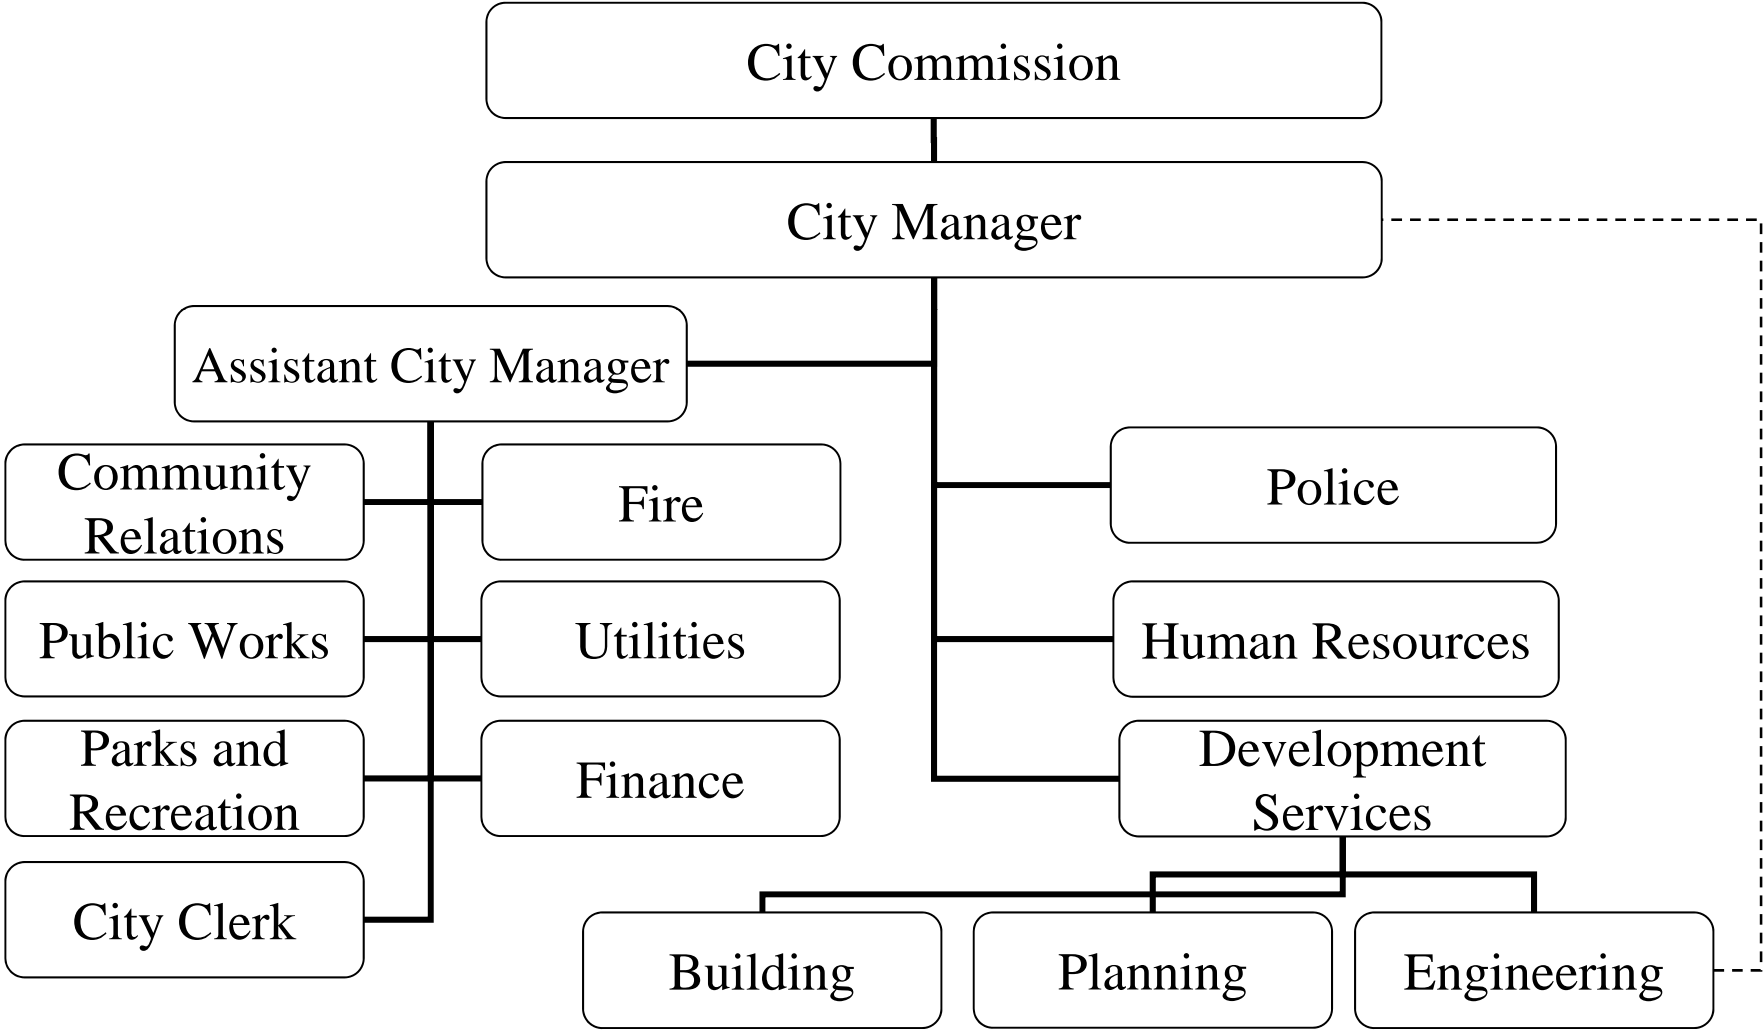 City Commission
City Manager
Assistant City Manager
Community
Relations
Fire
Police
Public Works
Utilities
Human Resources
Parks and
Recreation
Finance
Development
Services
City Clerk
Building
Planning
Engineering